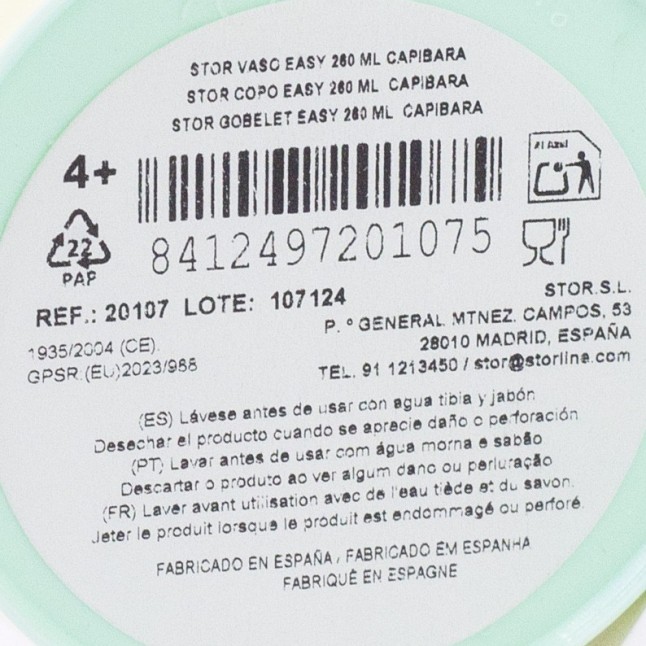 STOR VASO EASY 260 ML CAPIBARA
STOR COPO EASY 260 ML CAPIBARA
STOR GOBELET EASY 260 ML CAPIBARA
4+
Al Azul
22
PAP
8412497201075
REF.: 20107 LOTE: 107124
1935/2004 (CE).
GPSR.(EU)2023/988
STOR.S.L.
P. º GENERAL. MTNEZ. CAMPOS, 53
28010 MADRID, ESPAÑA
TEL. 91 1213450 / stor@storline.com
(ES) Lávese antes de usar con agua tibia y jabón
Desechar el producto cuando se aprecie daño o perforación
(PT) Lavar antes de usar com água morna e sabão
Descartar o produto ao ver algum dano ou perfuração
(FR) Laver avant utilisation avec de l'eau tiède et du savon.
Jeter le produit lorsque le produit est endommagé ou perforé.
FABRICADO EN ESPAÑA / FABRICADO EM ESPANHA
FABRIQUÉ EN ESPAGNE